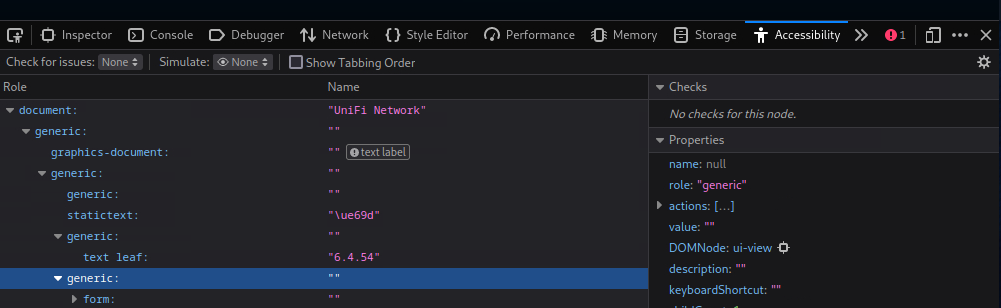 Inspector Console Debugger Network Style Editor Performance Memory Storage Accessibility 1
Check for issues: None Simulate: None Show Tabbing Order
Role Name
document: "UniFi Network"
generic: ""
graphics-document: "" text label
generic: ""
generic: ""
statictext: "\ue69d"
generic: ""
text leaf: "6.4.54"
generic: ""
form: ""
Checks
No checks for this node.
Properties
name: null
role: "generic"
actions: […]
value: ""
DOMNode: ui-view
description: ""
keyboardShortcut: ""